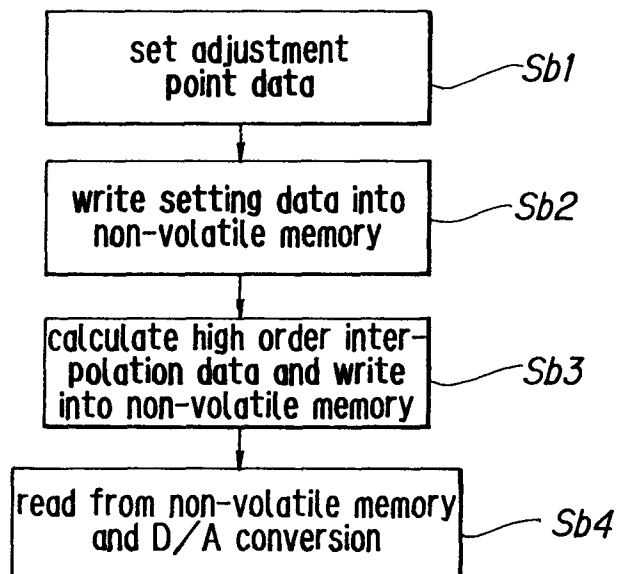 set adjustment
point data
Sb1
write setting data into
non-volatile memory
Sb2
calculate high order inter-
polation data and write
into non-volatile memory
Sb3
read from non-volatile memory
and D/A conversion
Sb4